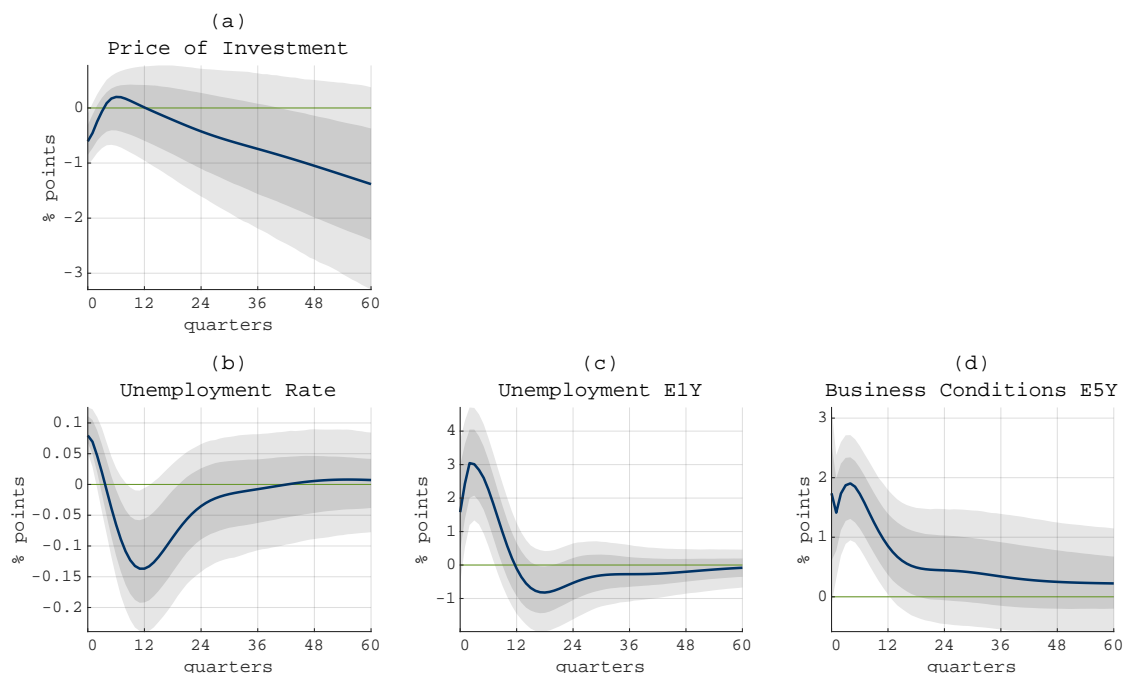 (a)
Price of Investment
0
-1
-2
-3
% points
0 12 24 36 48 60
quarters
(b)
Unemployment Rate
0.1
0.05
0
-0.05
-0.1
-0.15
-0.2
% points
0 12 24 36 48 60
quarters
(c)
Unemployment E1Y
4
3
2
1
0
-1
% points
0 12 24 36 48 60
quarters
(d)
Business Conditions E5Y
3
2
1
0
% points
0 12 24 36 48 60
quarters